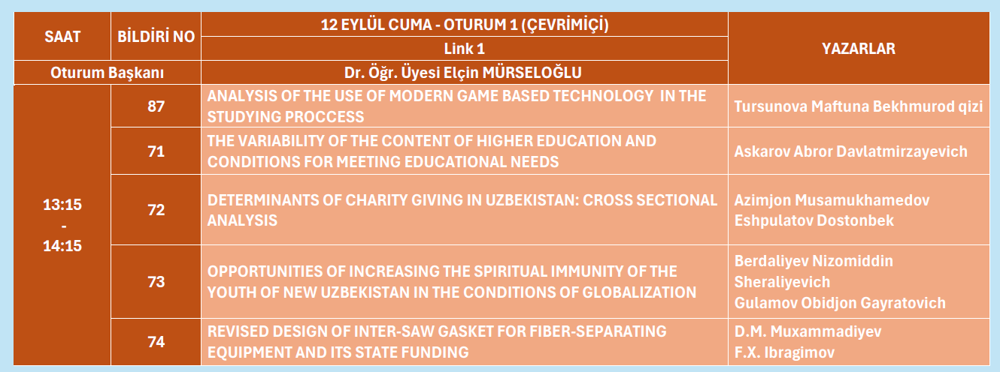 SAAT
BİLDİRİ NO
12 EYLÜL CUMA - OTURUM 1 (ÇEVRİMİÇİ)
Link 1
YAZARLAR
Oturum Başkanı
Dr. Öğr. Üyesi Elçin MÜRSELOĞLU
13:15
-
14:15
87
ANALYSIS OF THE USE OF MODERN GAME BASED TECHNOLOGY  IN THE
STUDYING PROCCESS
Tursunova Maftuna Bekhmurod qizi
71
THE VARIABILITY OF THE CONTENT OF HIGHER EDUCATION AND
CONDITIONS FOR MEETING EDUCATIONAL NEEDS
Askarov Abror Davlatmirzayevich
72
DETERMINANTS OF CHARITY GIVING IN UZBEKISTAN: CROSS SECTIONAL
ANALYSIS
Azimjon Musamukhamedov
Eshpulatov Dostonbek
73
OPPORTUNITIES OF INCREASING THE SPIRITUAL IMMUNITY OF THE
YOUTH OF NEW UZBEKISTAN IN THE CONDITIONS OF GLOBALIZATION
Berdaliyev Nizomiddin
Sheraliyevich
Gulamov Obidjon Gayratovich
74
REVISED DESIGN OF INTER-SAW GASKET FOR FIBER-SEPARATING
EQUIPMENT AND ITS STATE FUNDING
D.M. Muxammadiyev
F.X. Ibragimov